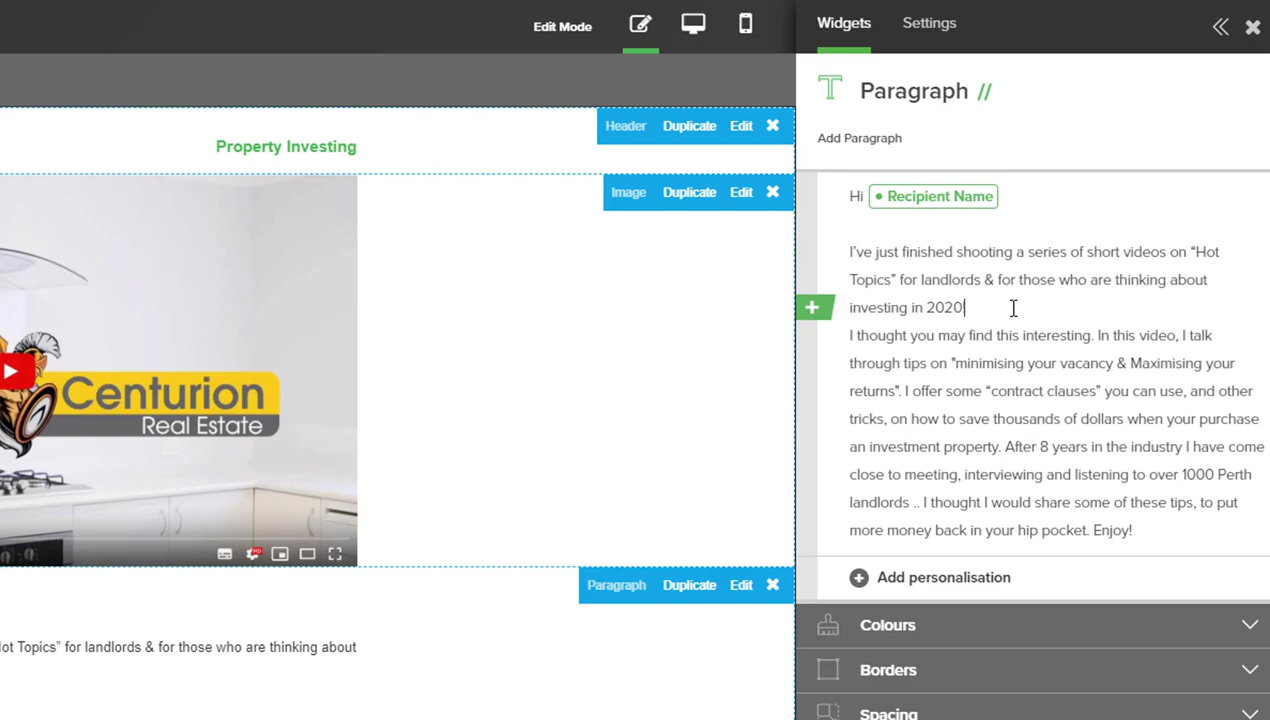 Edit Mode
Widgets
Settings
Paragraph //
Add Paragraph
Header Duplicate Edit
Property Investing
Image Duplicate Edit
Hi • Recipient Name
I’ve just finished shooting a series of short videos on “Hot
Topics” for landlords & for those who are thinking about
investing in 2020
I thought you may find this interesting. In this video, I talk
through tips on "minimising your vacancy & Maximising your
returns". I offer some “contract clauses” you can use, and other
tricks, on how to save thousands of dollars when your purchase
an investment property. After 8 years in the industry I have come
close to meeting, interviewing and listening to over 1000 Perth
landlords .. I thought I would share some of these tips, to put
more money back in your hip pocket. Enjoy!
Centurion
Real Estate
HD
Add personalisation
Paragraph Duplicate Edit
Colours
Hot Topics” for landlords & for those who are thinking about
Borders
Spacing